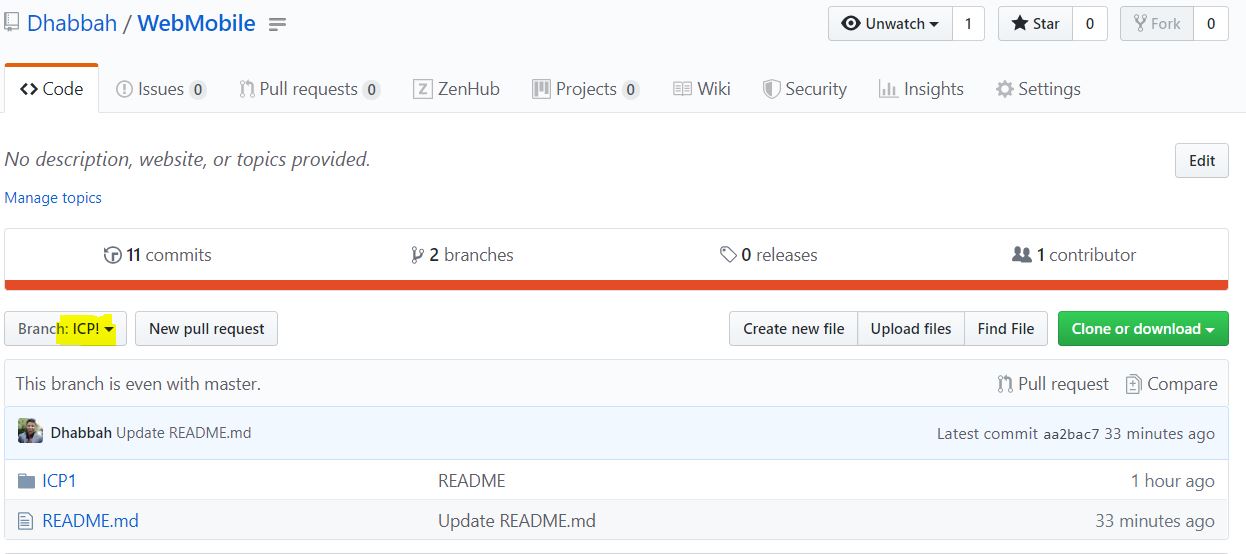 Dhabbah / WebMobile Unwatch 1 Star 0 Fork 0
Code Issues 0 Pull requests 0 Z ZenHub Projects 0 Wiki Security Insights Settings
No description, website, or topics provided. Edit
Manage topics
11 commits 2 branches 0 releases 1 contributor
Branch: ICP! New pull request Create new file Upload files Find File Clone or download
This branch is even with master. Pull request Compare
Dhabbah Update README.md Latest commit aa2bac7 33 minutes ago
ICP1 README 1 hour ago
README.md Update README.md 33 minutes ago